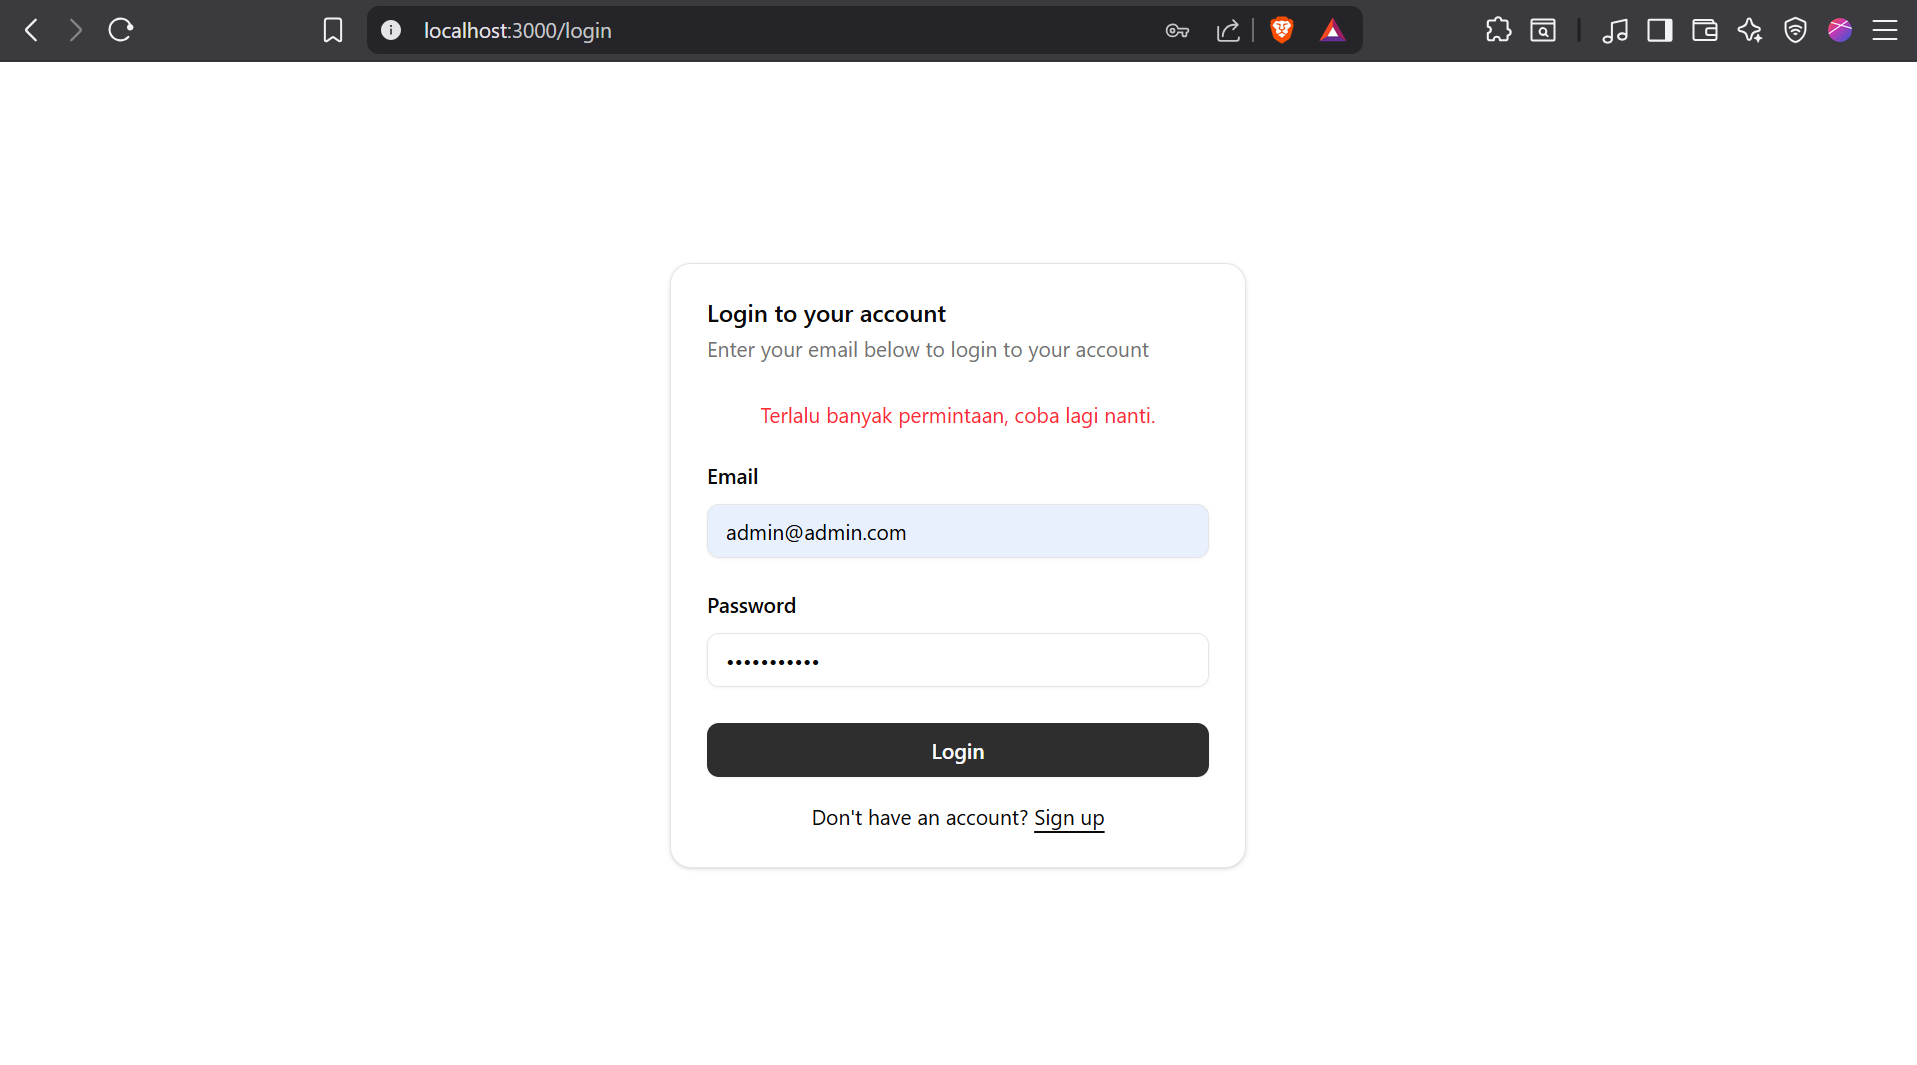 localhost:3000/login
Login to your account
Enter your email below to login to your account
Terlalu banyak permintaan, coba lagi nanti.
Email
admin@admin.com
Password
•••••••••••
Login
Don't have an account? Sign up